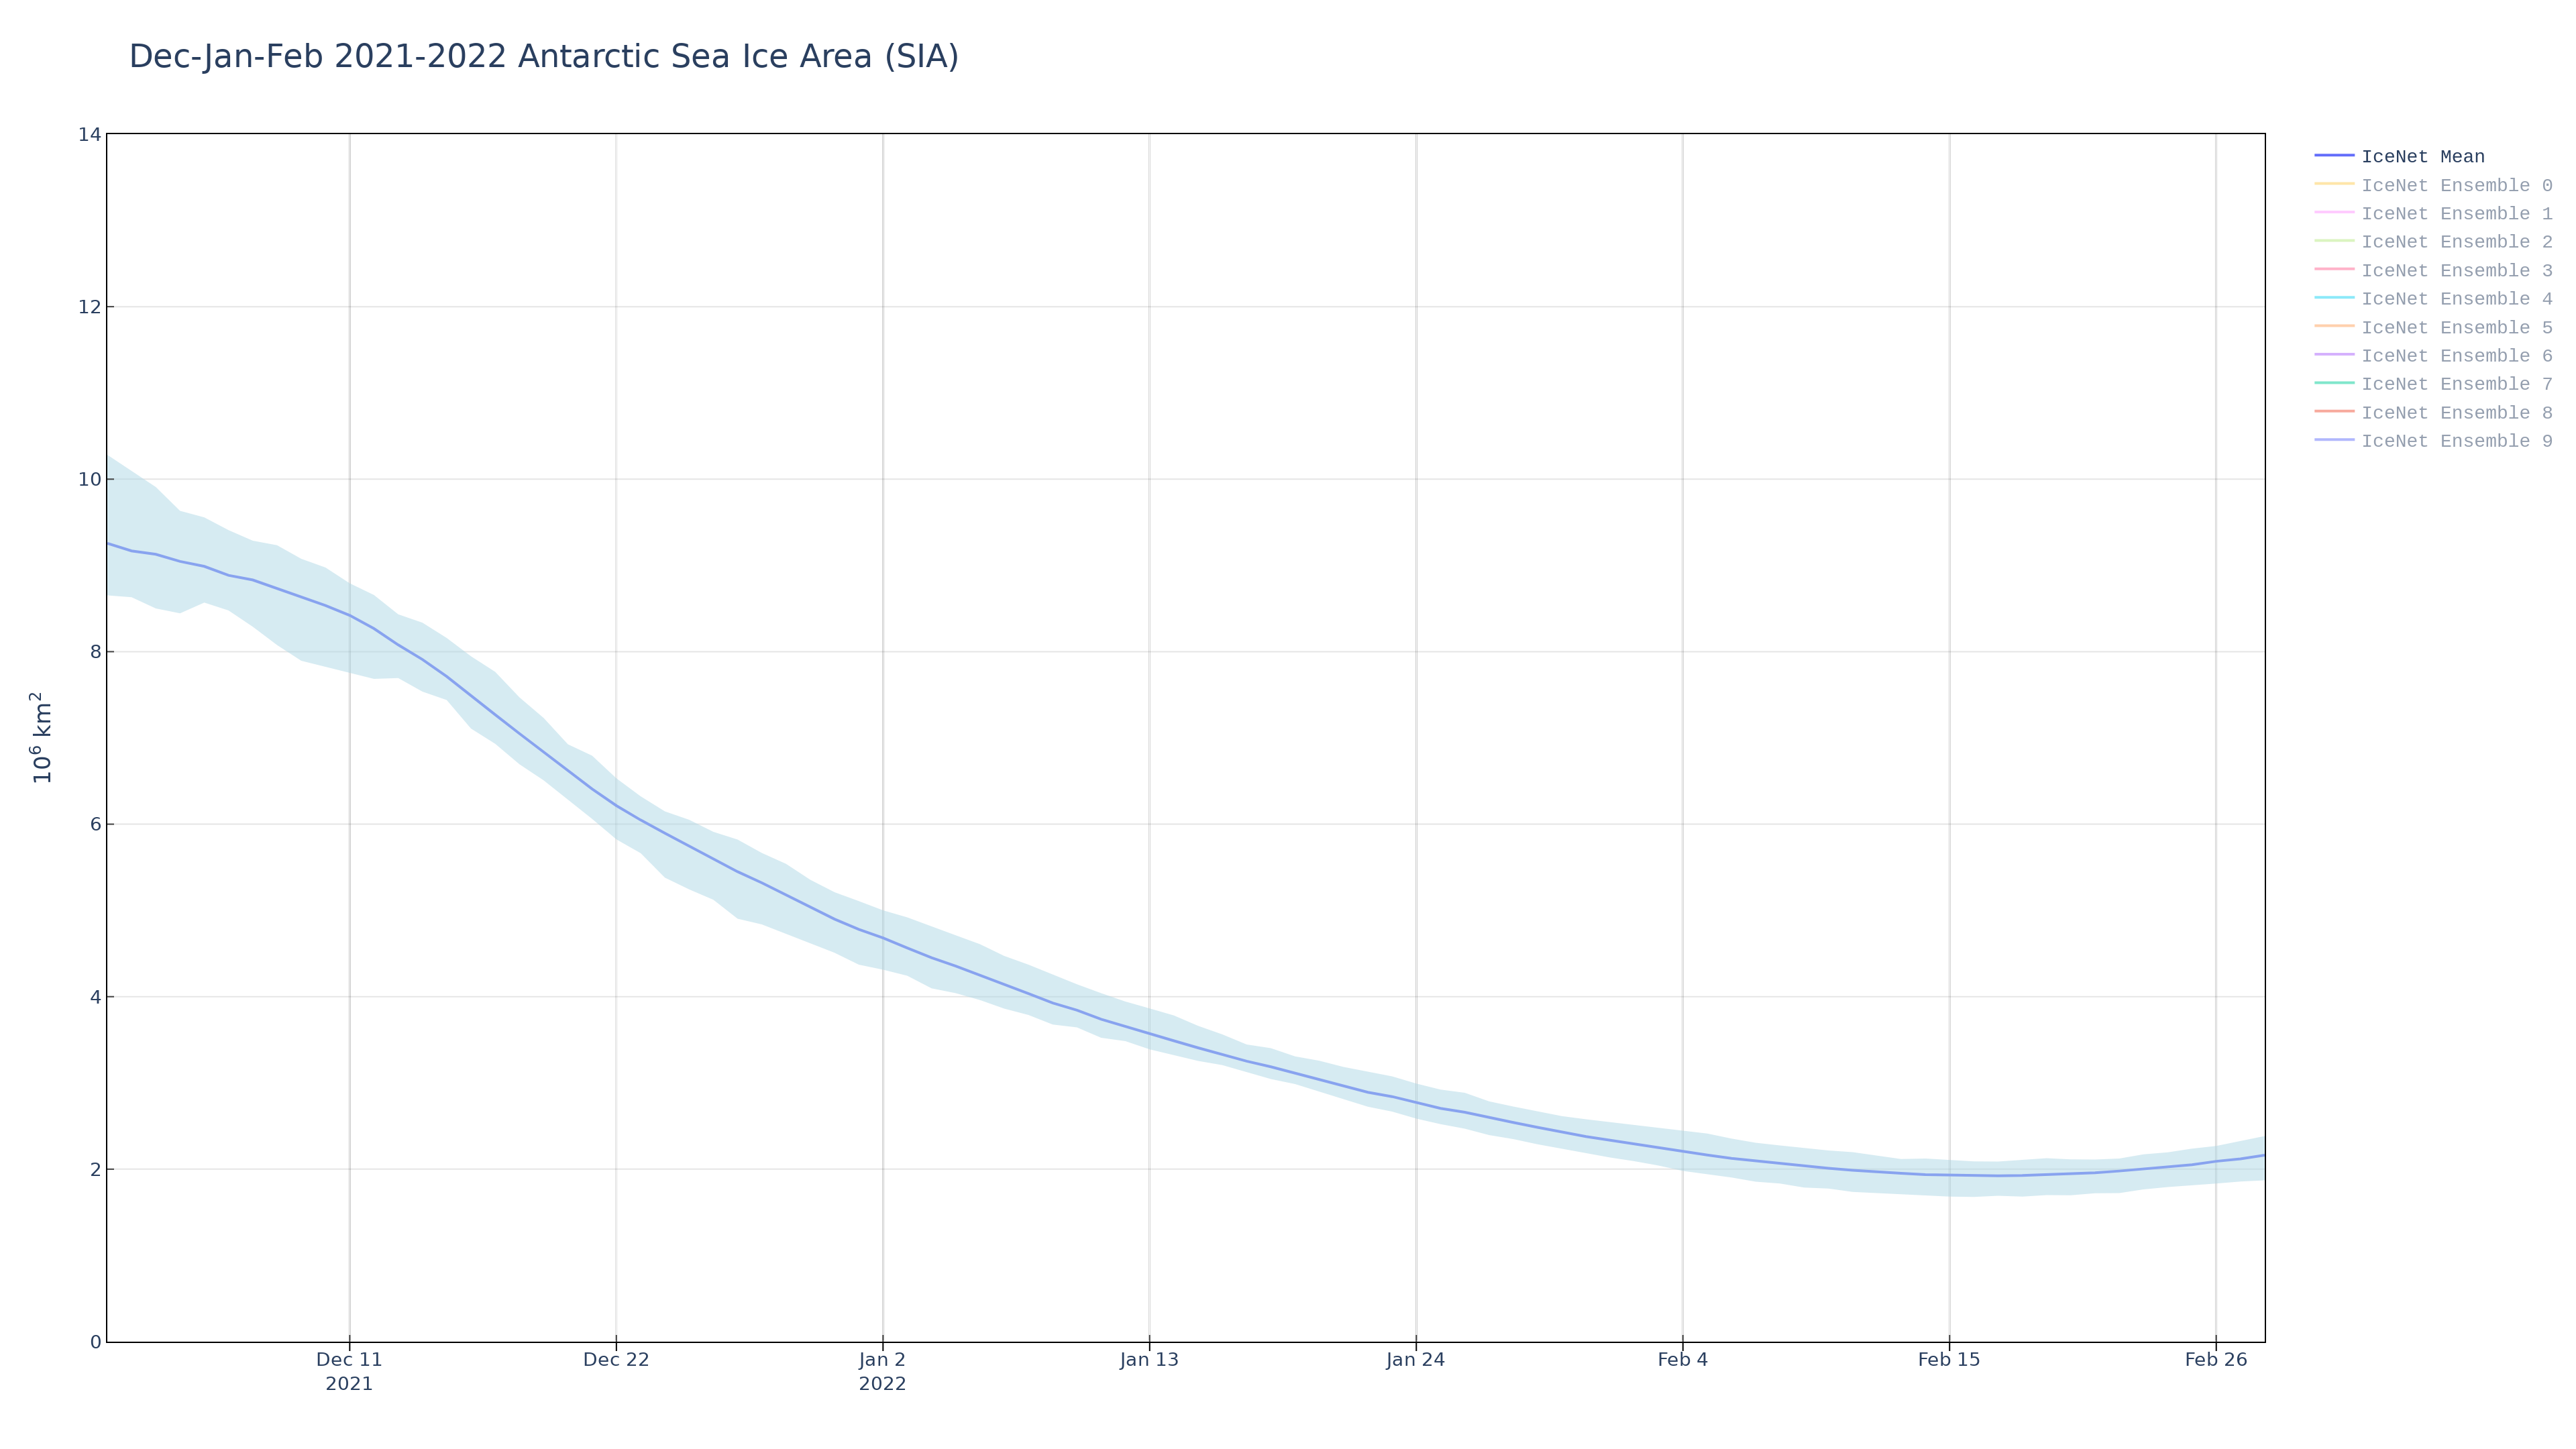 Dec-Jan-Feb 2021-2022 Antarctic Sea Ice Area (SIA)
14
12
10
8
6
4
2
0
10⁶ km²
Dec 11
2021
Dec 22
Jan 2
2022
Jan 13
Jan 24
Feb 4
Feb 15
Feb 26
IceNet Mean
IceNet Ensemble 0
IceNet Ensemble 1
IceNet Ensemble 2
IceNet Ensemble 3
IceNet Ensemble 4
IceNet Ensemble 5
IceNet Ensemble 6
IceNet Ensemble 7
IceNet Ensemble 8
IceNet Ensemble 9